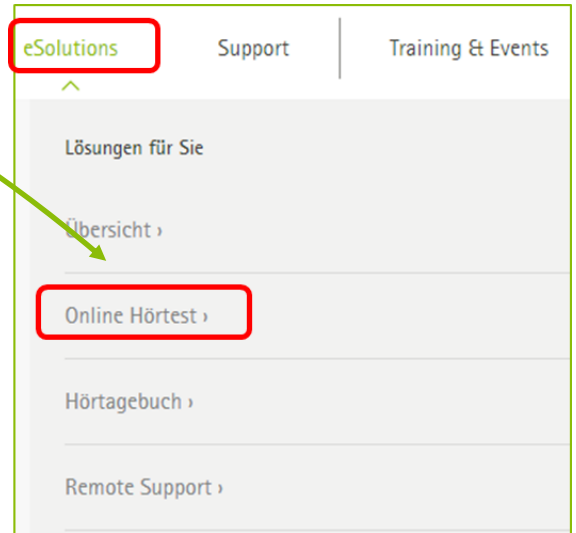 eSolutions Support Training & Events
Lösungen für Sie
Übersicht ›
Online Hörtest ›
Hörtagebuch ›
Remote Support ›